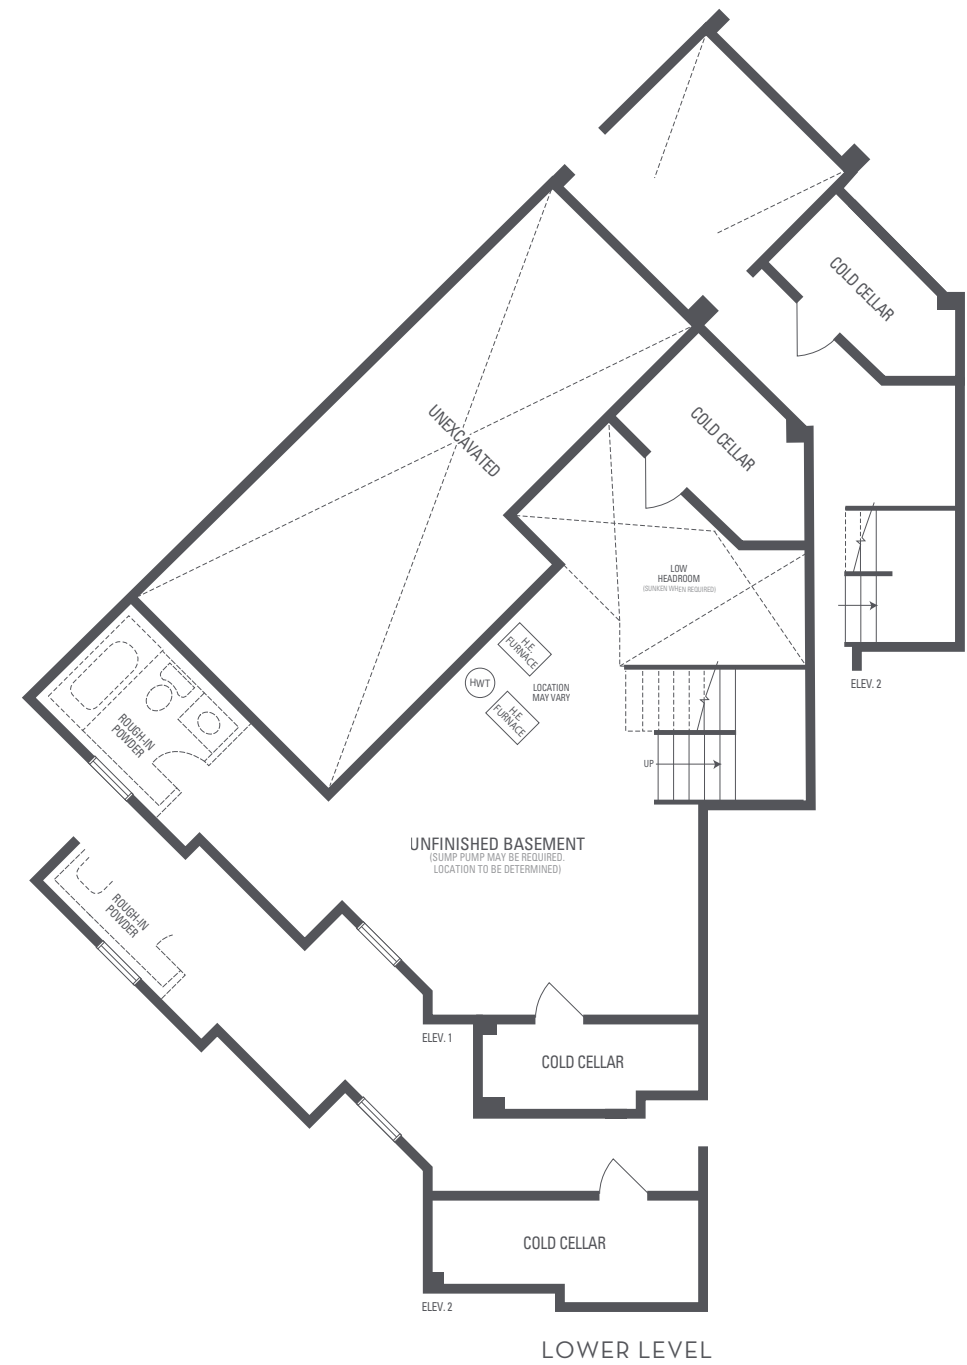 COLD CELLAR
COLD CELLAR
UNEXCAVATED
LOW
HEADROOM
(SUNKEN WHEN REQUIRED)
H.E.
FURNACE
HWT
LOCATION
MAY VARY
H.E.
FURNACE
ELEV. 2
ROUGH-IN
POWDER
UP
UNFINISHED BASEMENT
(SUMP PUMP MAY BE REQUIRED.
LOCATION TO BE DETERMINED)
ROUGH-IN
POWDER
ELEV. 1
COLD CELLAR
COLD CELLAR
ELEV. 2
LOWER LEVEL